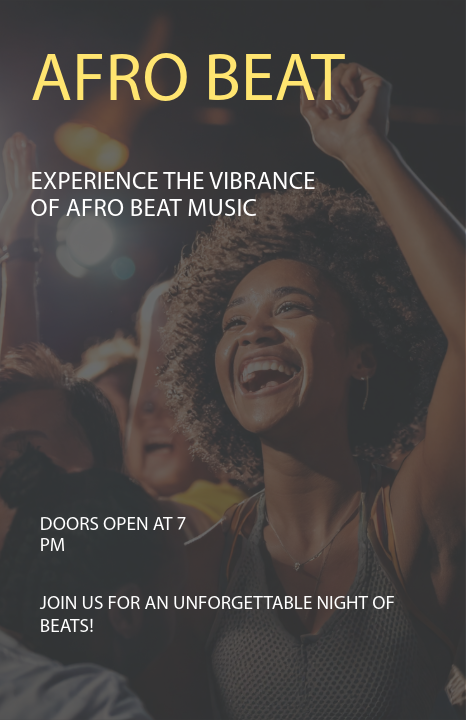 AFRO BEAT
EXPERIENCE THE VIBRANCE
OF AFRO BEAT MUSIC
DOORS OPEN AT 7
PM
JOIN US FOR AN UNFORGETTABLE NIGHT OF
BEATS!